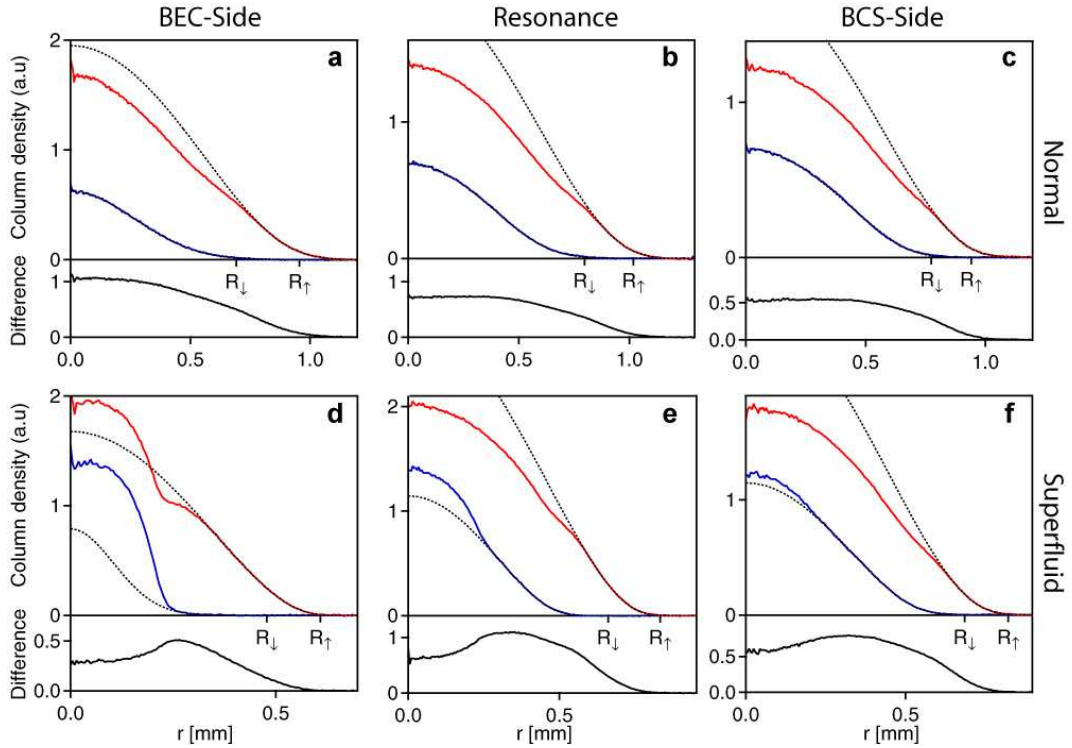 BEC-Side Resonance BCS-Side
2 a b c
Column density (a.u)
1 1 1
0 0 0
R↓ R↑ R↓ R↑ R↓ R↑
Normal
Difference
1 1 0.5
0 0 0.0
0.0 0.5 1.0 0.0 0.5 1.0 0.0 0.5 1.0
2 d 2 e f
Column density (a.u)
1 1 1
0 0 0
R↓ R↑ R↓ R↑ R↓ R↑
Superfluid
Difference
0.5 1 0.5
0.0 0 0.0
0.0 0.5 0.0 0.5 0.0 0.5
r [mm] r [mm] r [mm]